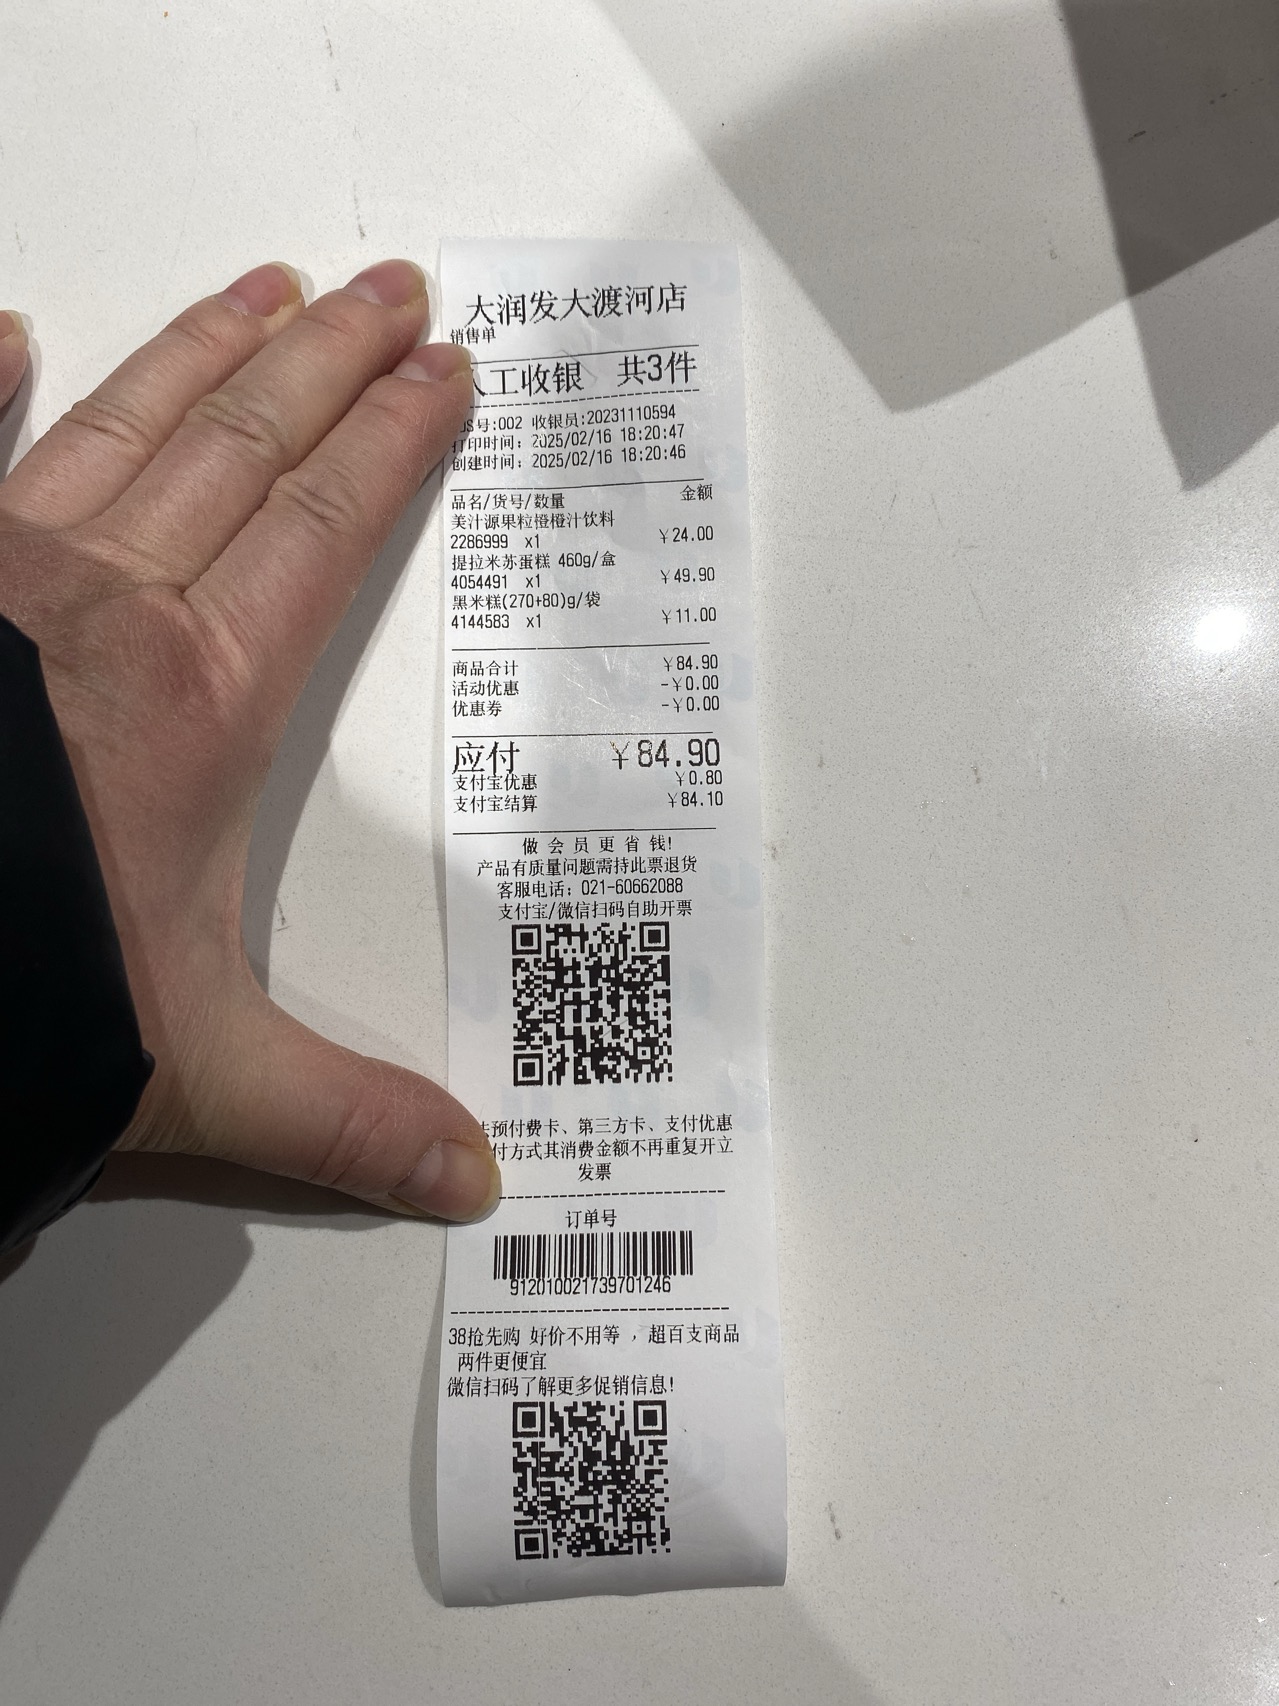 大润发大渡河店
销售单
人工收银 共3件
号:002 收银员:20231110594
打印时间: 2025/02/16 18:20:47
创建时间: 2025/02/16 18:20:46
品名/货号/数量 金额
美汁源果粒橙橙汁饮料
2286999 x1 ¥24.00
提拉米苏蛋糕 460g/盒
4054491 x1 ¥49.90
黑米糕(270+80)g/袋
4144583 x1 ¥11.00
商品合计 ¥84.90
活动优惠 -¥0.00
优惠券 -¥0.00
应付 ¥84.90
支付宝优惠 ¥0.80
支付宝结算 ¥84.10
做会员更省钱!
产品有质量问题需持此票退货
客服电话: 021-60662088
支付宝/微信扫码自助开票
预付费卡、第三方卡、支付优惠
付方式其消费金额不再重复开立
发票
订单号
912010021739701246
38抢先购 好价不用等 , 超百支商品
两件更便宜
微信扫码了解更多促销信息!